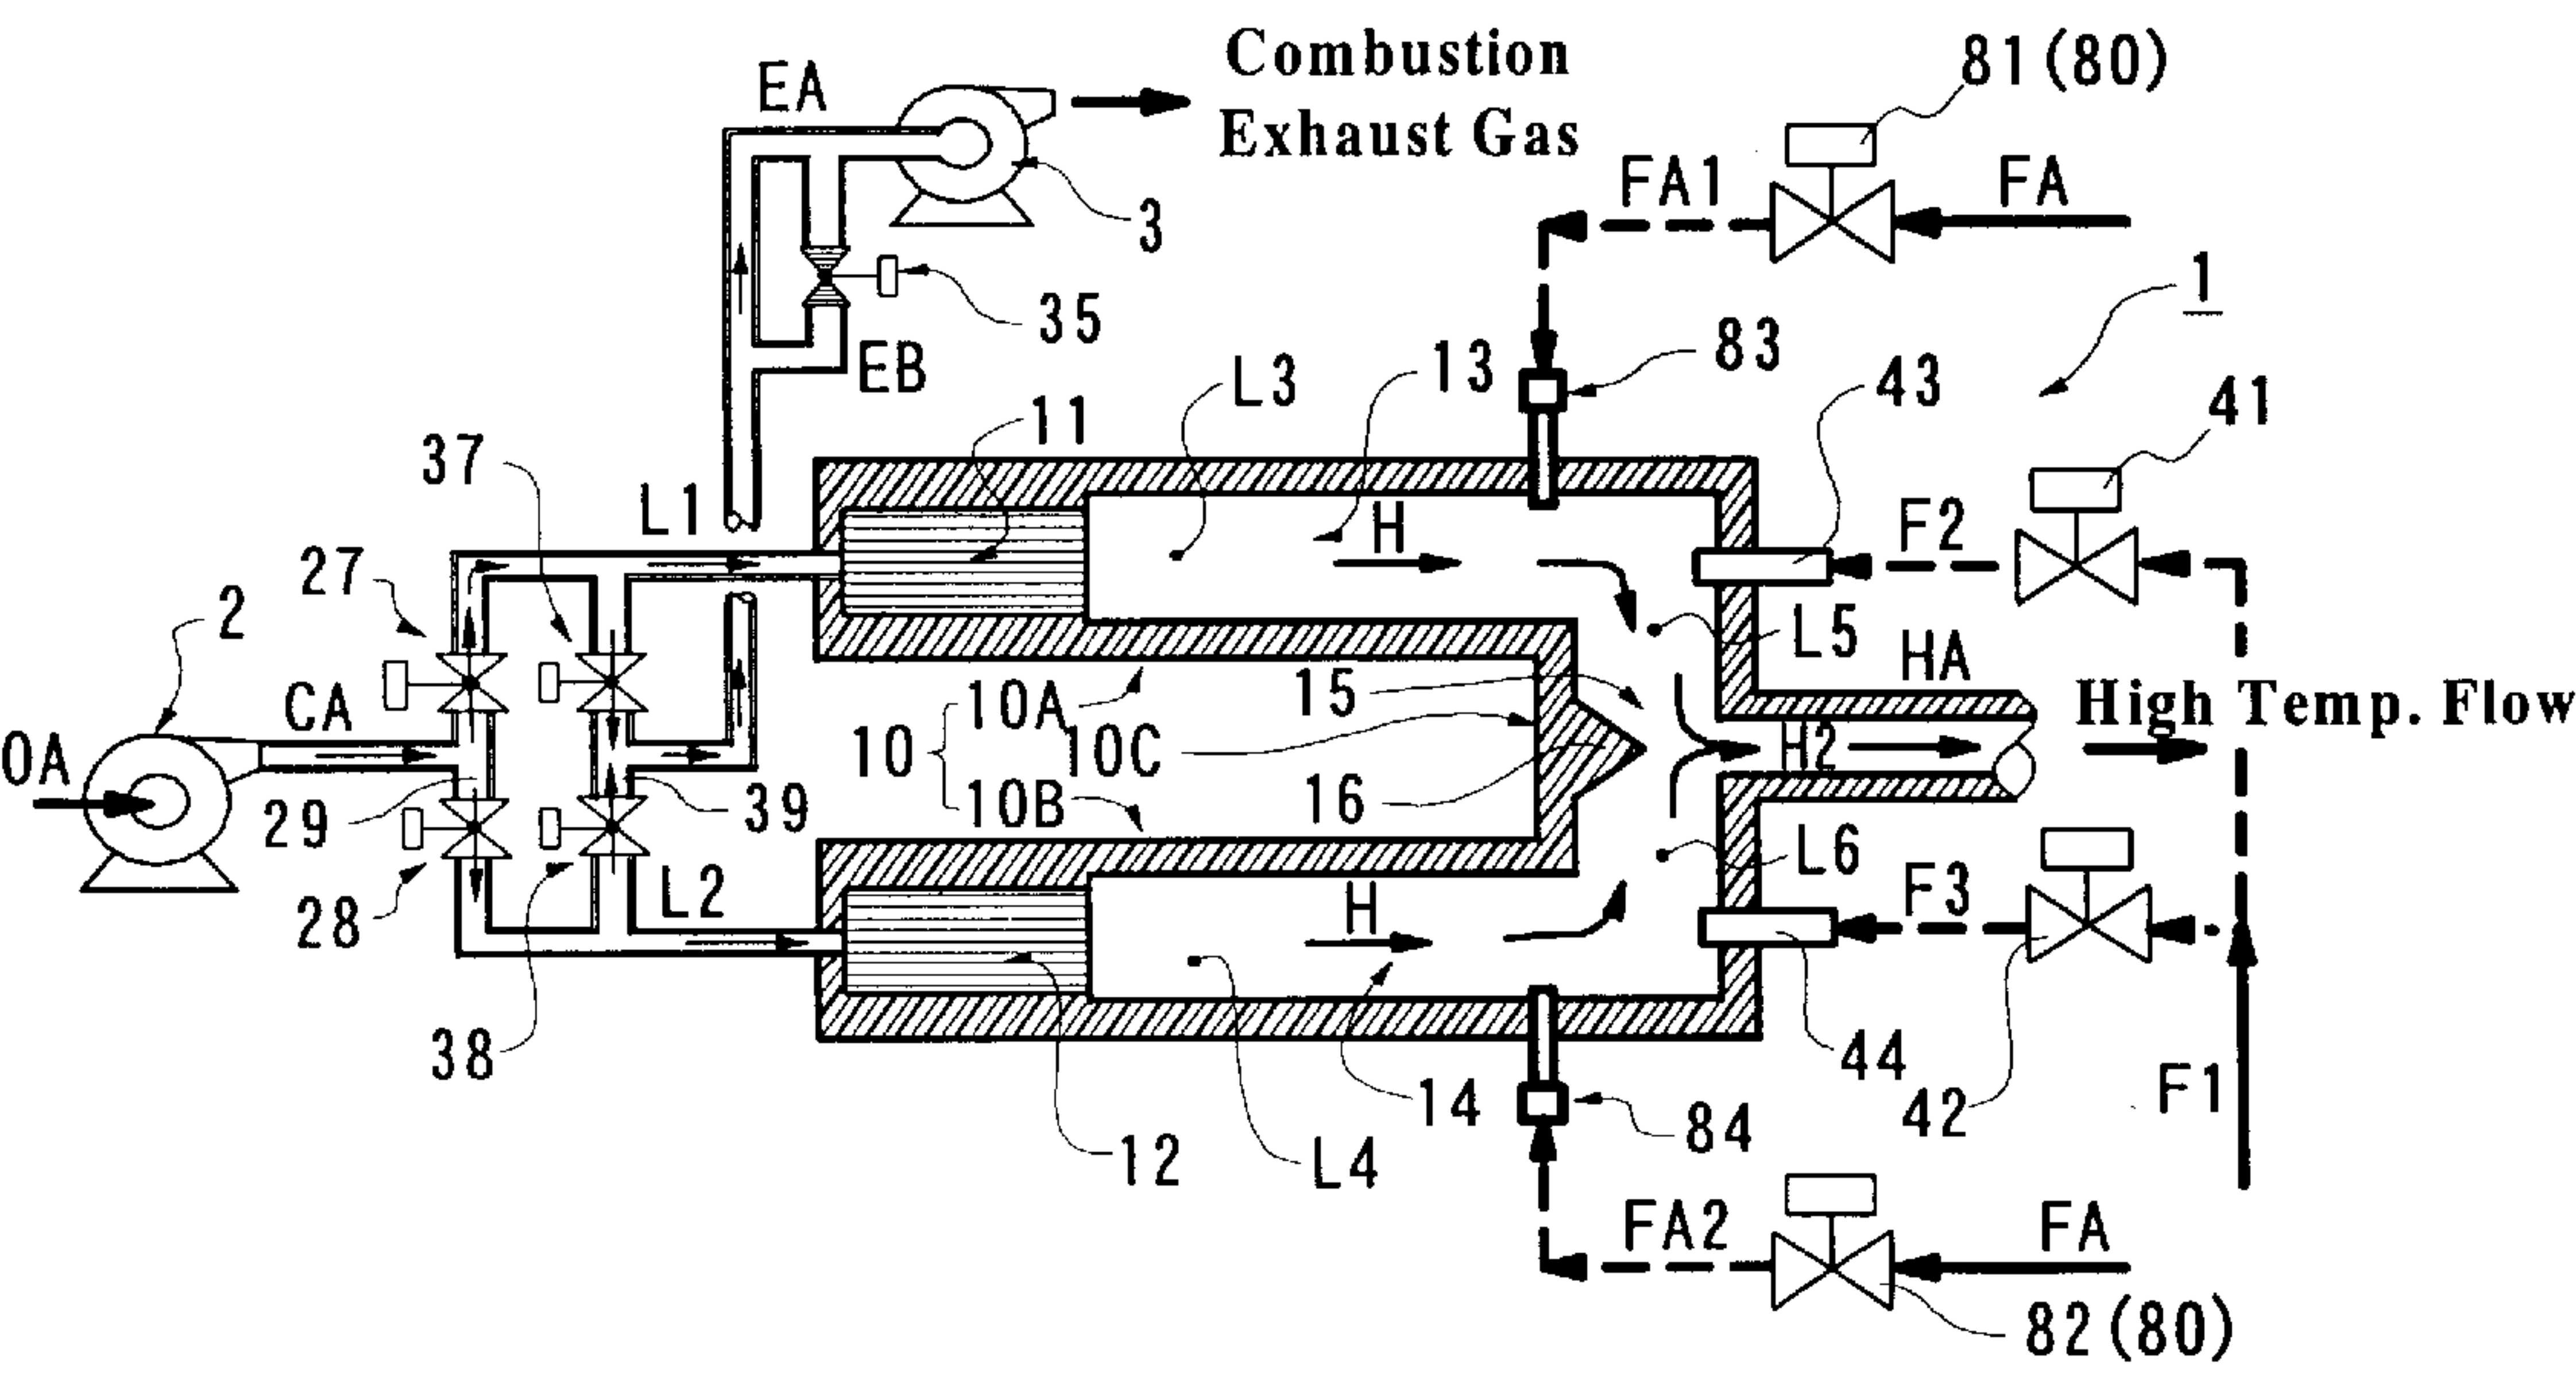 Combustion
Exhaust Gas
81(80)
EA
FA1
FA
3
1
35
EB
L3
13
83
43
41
11
37
L1
H
F2
27
2
L5
HA
High Temp. Flow
CA
15
10A
10
10C
H2
OA
16
29
39
10B
L6
28
L2
H
F3
38
14
44
42
F1
12
L4
84
FA2
FA
82(80)